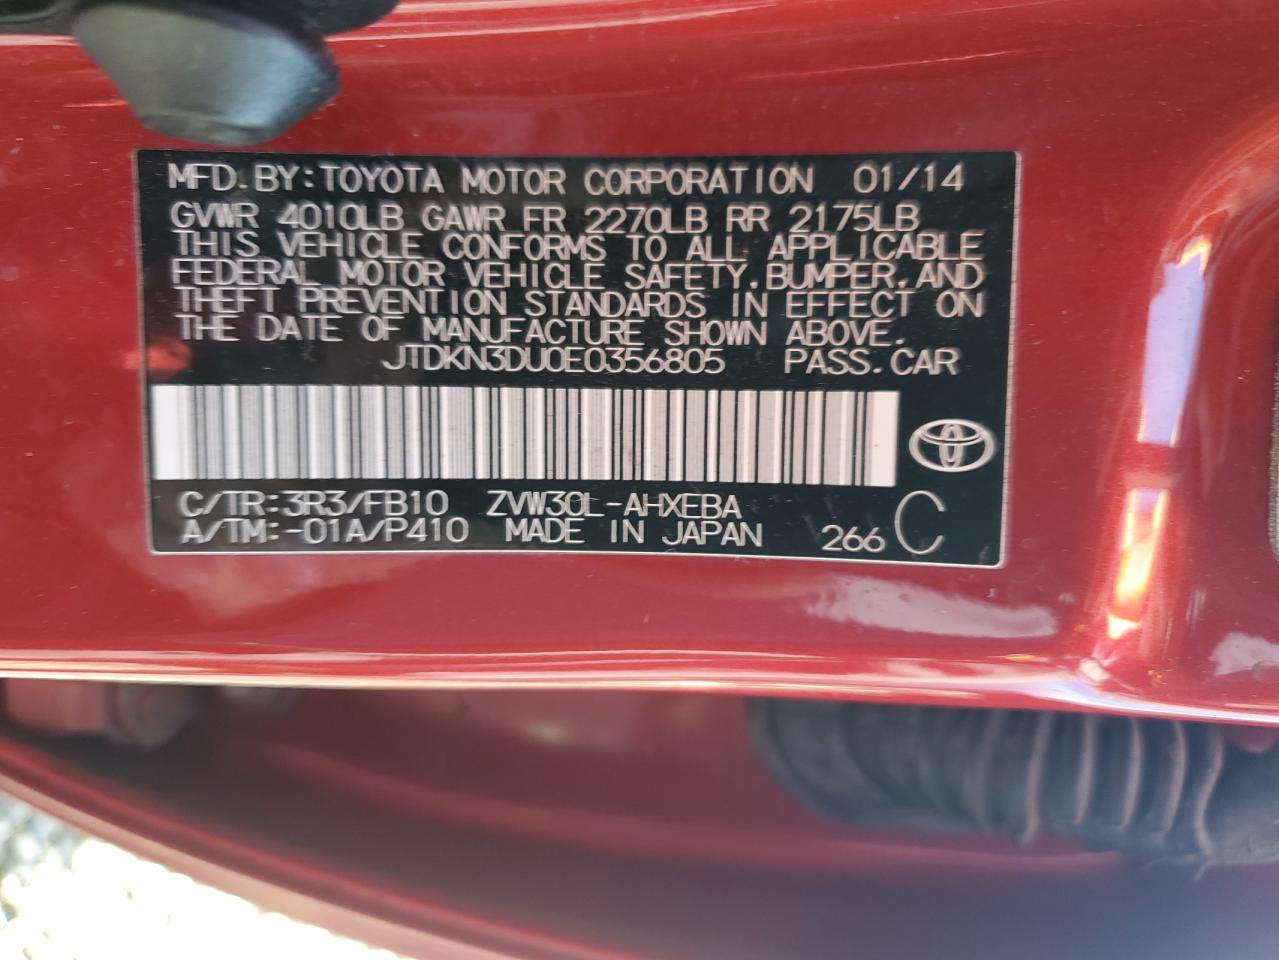 MFD. BY: TOYOTA MOTOR CORPORATION 01/14
GVWR 4010LB GAWR FR 2270LB RR 2175LB
THIS VEHICLE CONFORMS TO ALL APPLICABLE
FEDERAL MOTOR VEHICLE SAFETY, BUMPER, AND
THEFT PREVENTION STANDARDS IN EFFECT ON
THE DATE OF MANUFACTURE SHOWN ABOVE.
JTDKN3DU0E0356805 PASS. CAR
C/TR: 3R3/FB10 ZVW30L-AHXEBA
A/TM: -01A/P410 MADE IN JAPAN 266 C